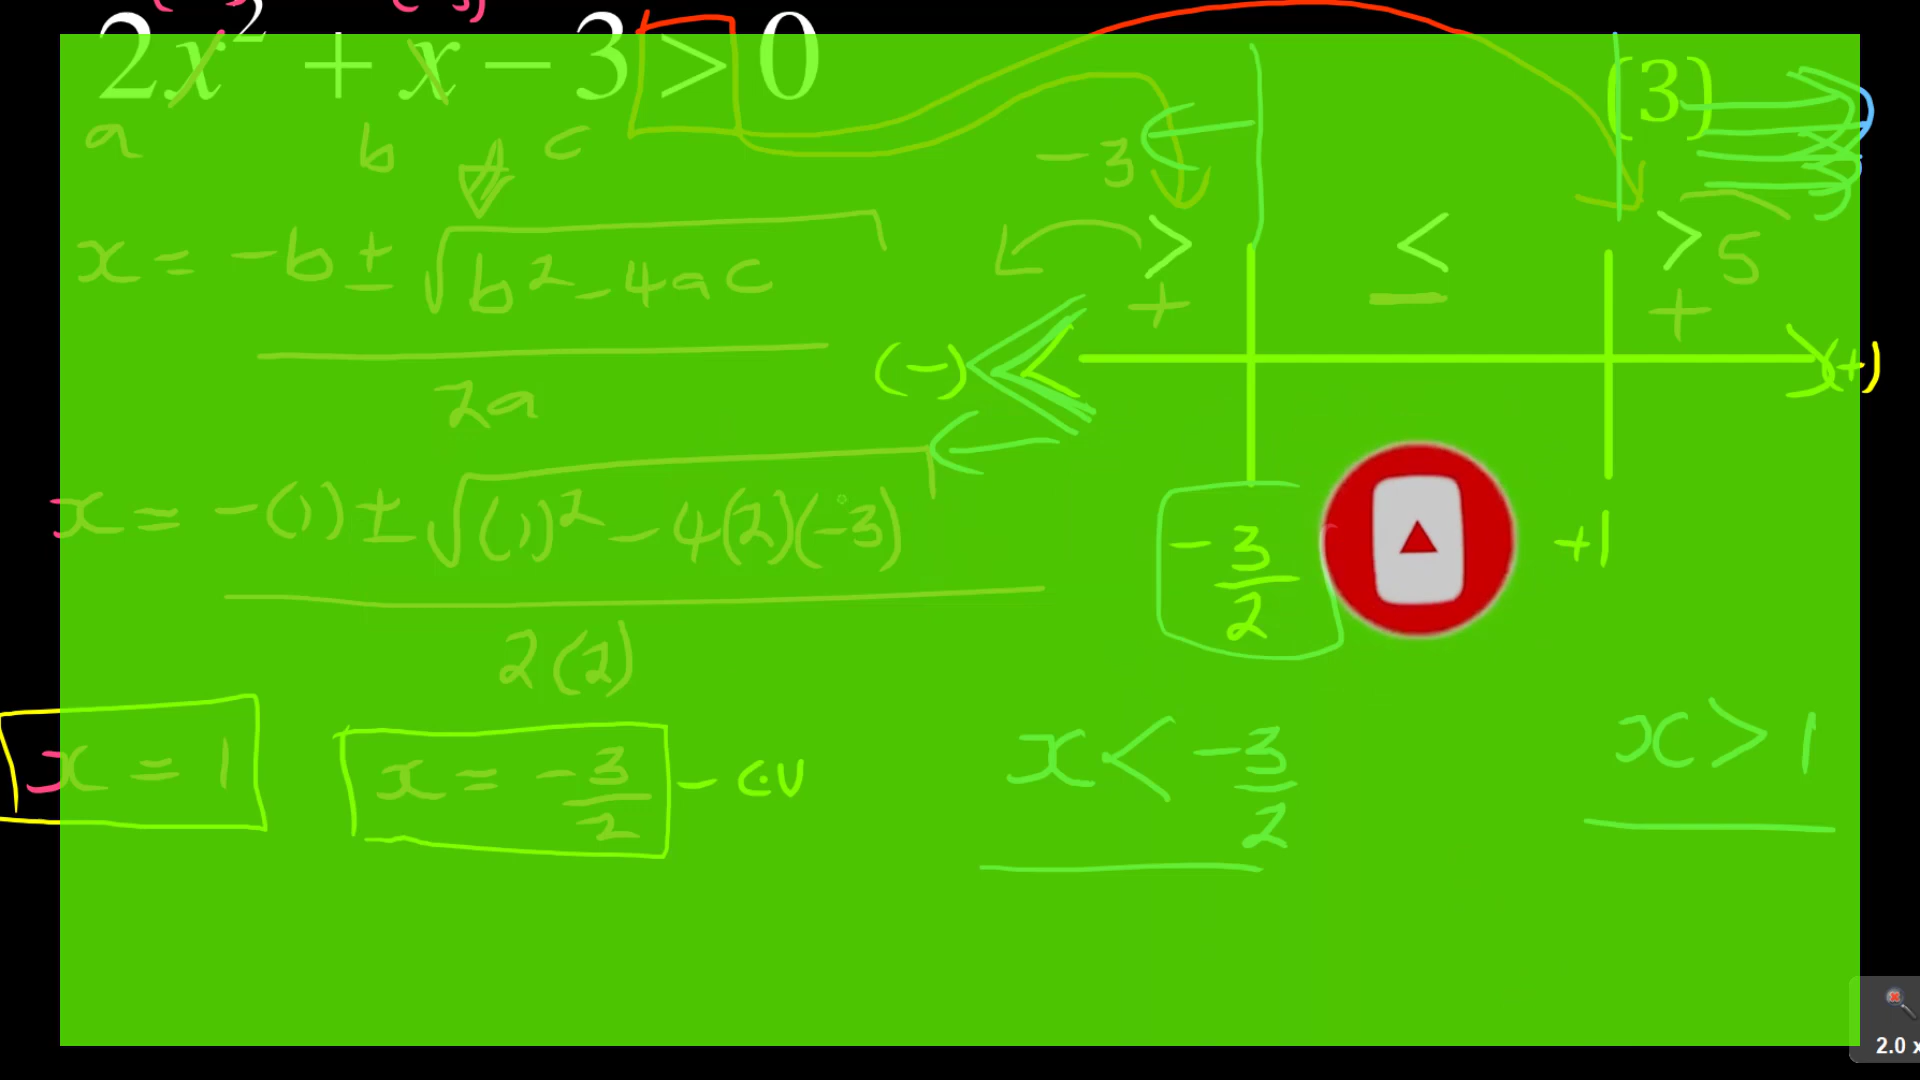 2x² + x − 3 > 0
(3)
a b c
− 3
> < >
5
x = −b ± √b² − 4ac
+ − +
(−) (+)
2a
x = −(1) ± √(1)² − 4(2)(−3)
− 3/2 +1
2(2)
x = 1 x = − 3/2 − c.v x < − 3/2 x > 1
2.0 x